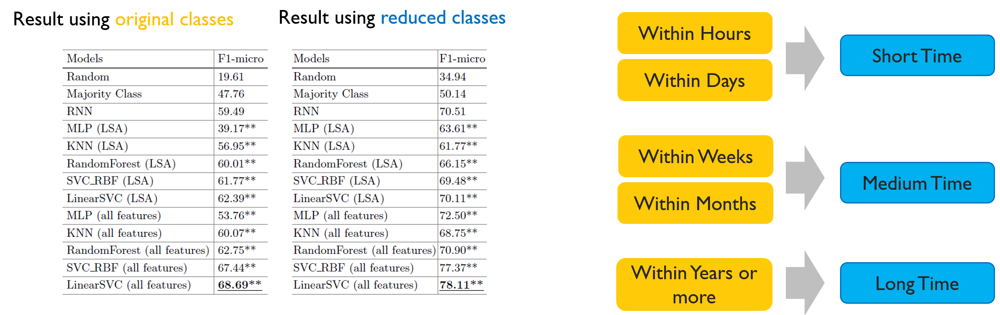 Result using original classes
Models F1-micro
Random 19.61
Majority Class 47.76
RNN 59.49
MLP (LSA) 39.17**
KNN (LSA) 56.95**
RandomForest (LSA) 60.01**
SVC_RBF (LSA) 61.77**
LinearSVC (LSA) 62.39**
MLP (all features) 53.76**
KNN (all features) 60.07**
RandomForest (all features) 62.75**
SVC_RBF (all features) 67.44**
LinearSVC (all features) 68.69**
Result using reduced classes
Models F1-micro
Random 34.94
Majority Class 50.14
RNN 70.51
MLP (LSA) 63.61**
KNN (LSA) 61.77**
RandomForest (LSA) 66.15**
SVC_RBF (LSA) 69.48**
LinearSVC (LSA) 70.11**
MLP (all features) 72.50**
KNN (all features) 68.75**
RandomForest (all features) 70.90**
SVC_RBF (all features) 77.37**
LinearSVC (all features) 78.11**
Within Hours
Within Days
Short Time
Within Weeks
Within Months
Medium Time
Within Years or
more
Long Time